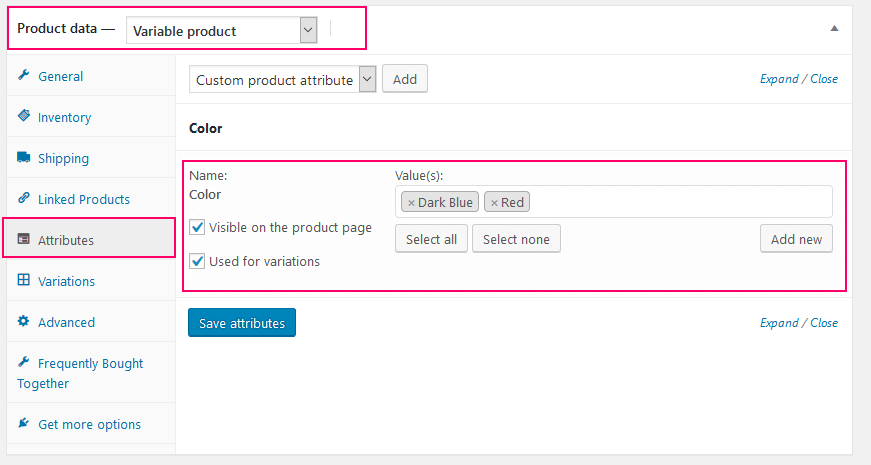 Product data — Variable product
General
Inventory
Shipping
Linked Products
Attributes
Variations
Advanced
Frequently Bought
Together
Get more options
Custom product attribute Add Expand / Close
Color
Name: Value(s):
Color × Dark Blue × Red
Visible on the product page
Select all Select none Add new
Used for variations
Save attributes Expand / Close